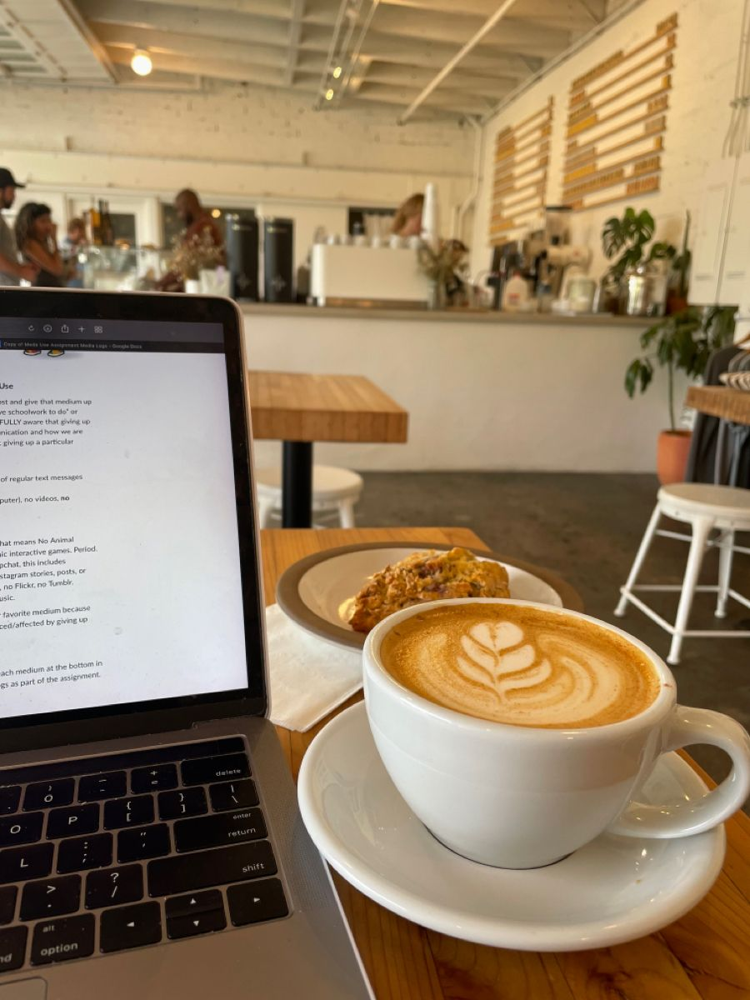 Copy of Media Use Assignment Media Logs - Google Docs
Use
ost and give that medium up
ve schoolwork to do" or
FULLY aware that giving up
nication and how we are
t giving up a particular
of regular text messages
puter), no videos, no
hat means No Animal
nic interactive games. Period.
pchat, this includes
stagram stories, posts, or
, no Flickr, no Tumblr.
usic.
r favorite medium because
ced/affected by giving up
each medium at the bottom in
gs as part of the assignment.
delete
O P { [ } ] | \
enter
return
L : ; " '
shift
> . ? /
alt
option